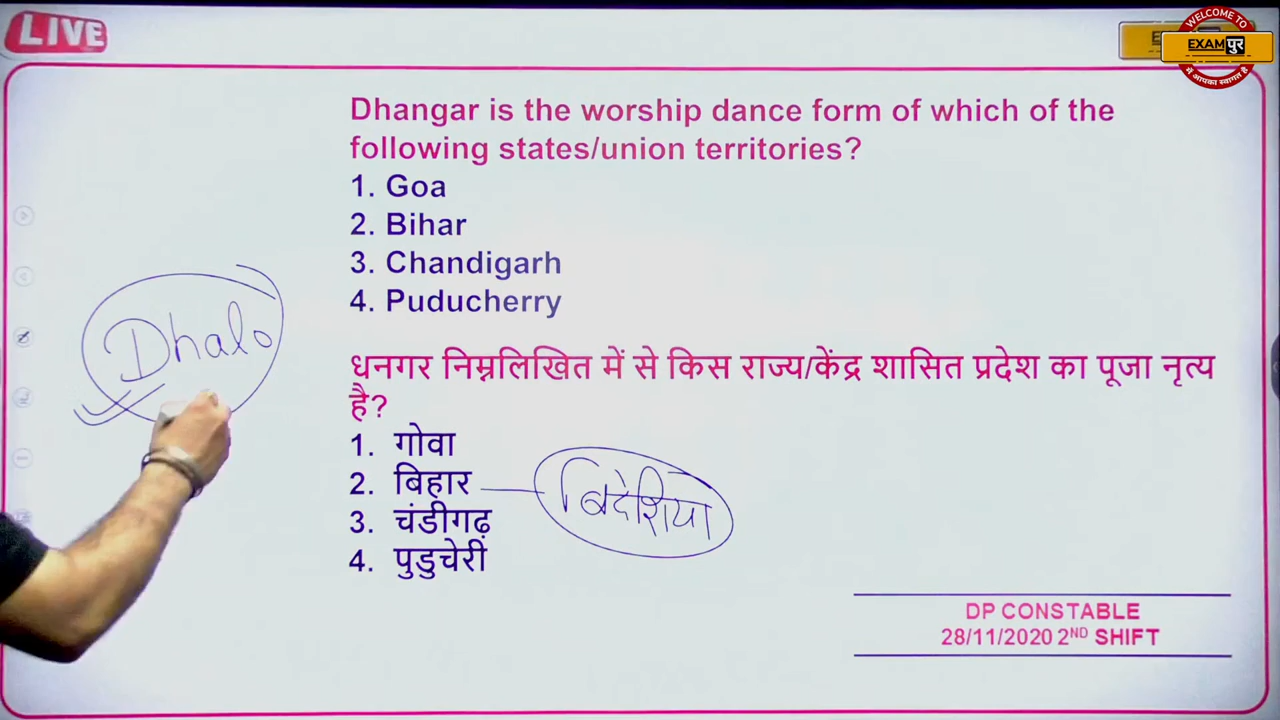 LIVE
WELCOME TO
EXAMपुर
में आपका स्वागत है
Dhangar is the worship dance form of which of the
following states/union territories?
1. Goa
2. Bihar
3. Chandigarh
4. Puducherry
Dhalo
धनगर निम्नलिखित में से किस राज्य/केंद्र शासित प्रदेश का पूजा नृत्य
है?
1. गोवा
2. बिहार
बिदेशिया
3. चंडीगढ़
4. पुडुचेरी
DP CONSTABLE
28/11/2020 2ND SHIFT